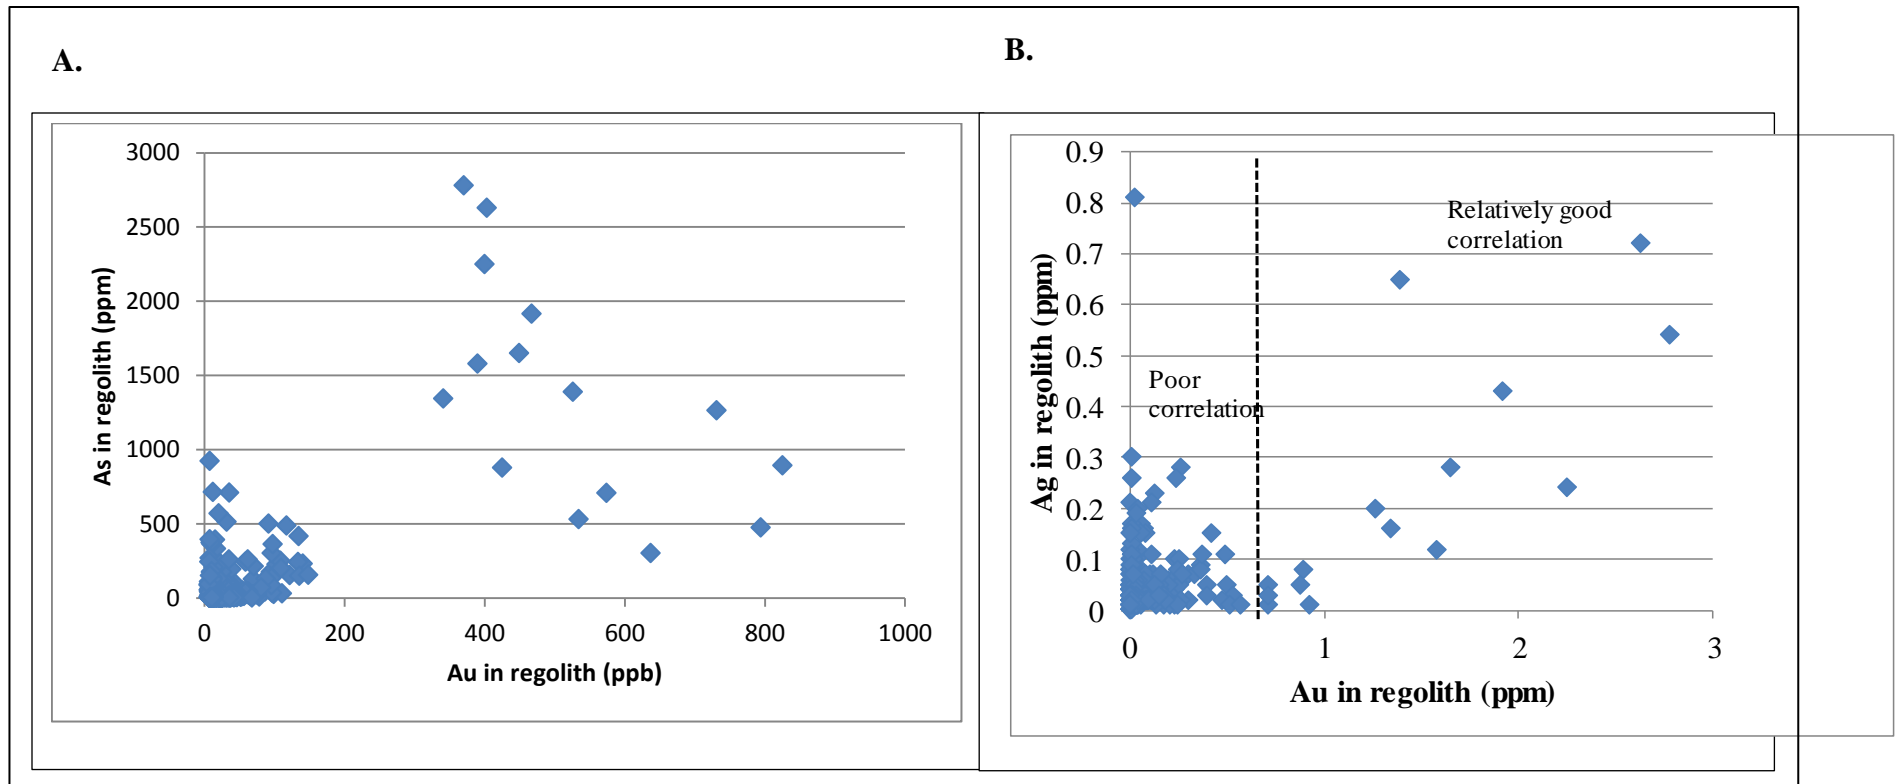 A.
B.
3000
2500
2000
1500
1000
500
0
0 200 400 600 800 1000
As in regolith (ppm)
Au in regolith (ppb)
0.9
0.8
0.7
0.6
0.5
0.4
0.3
0.2
0.1
0
0 1 2 3
Ag in regolith (ppm)
Au in regolith (ppm)
Poor
correlation
Relatively good
correlation